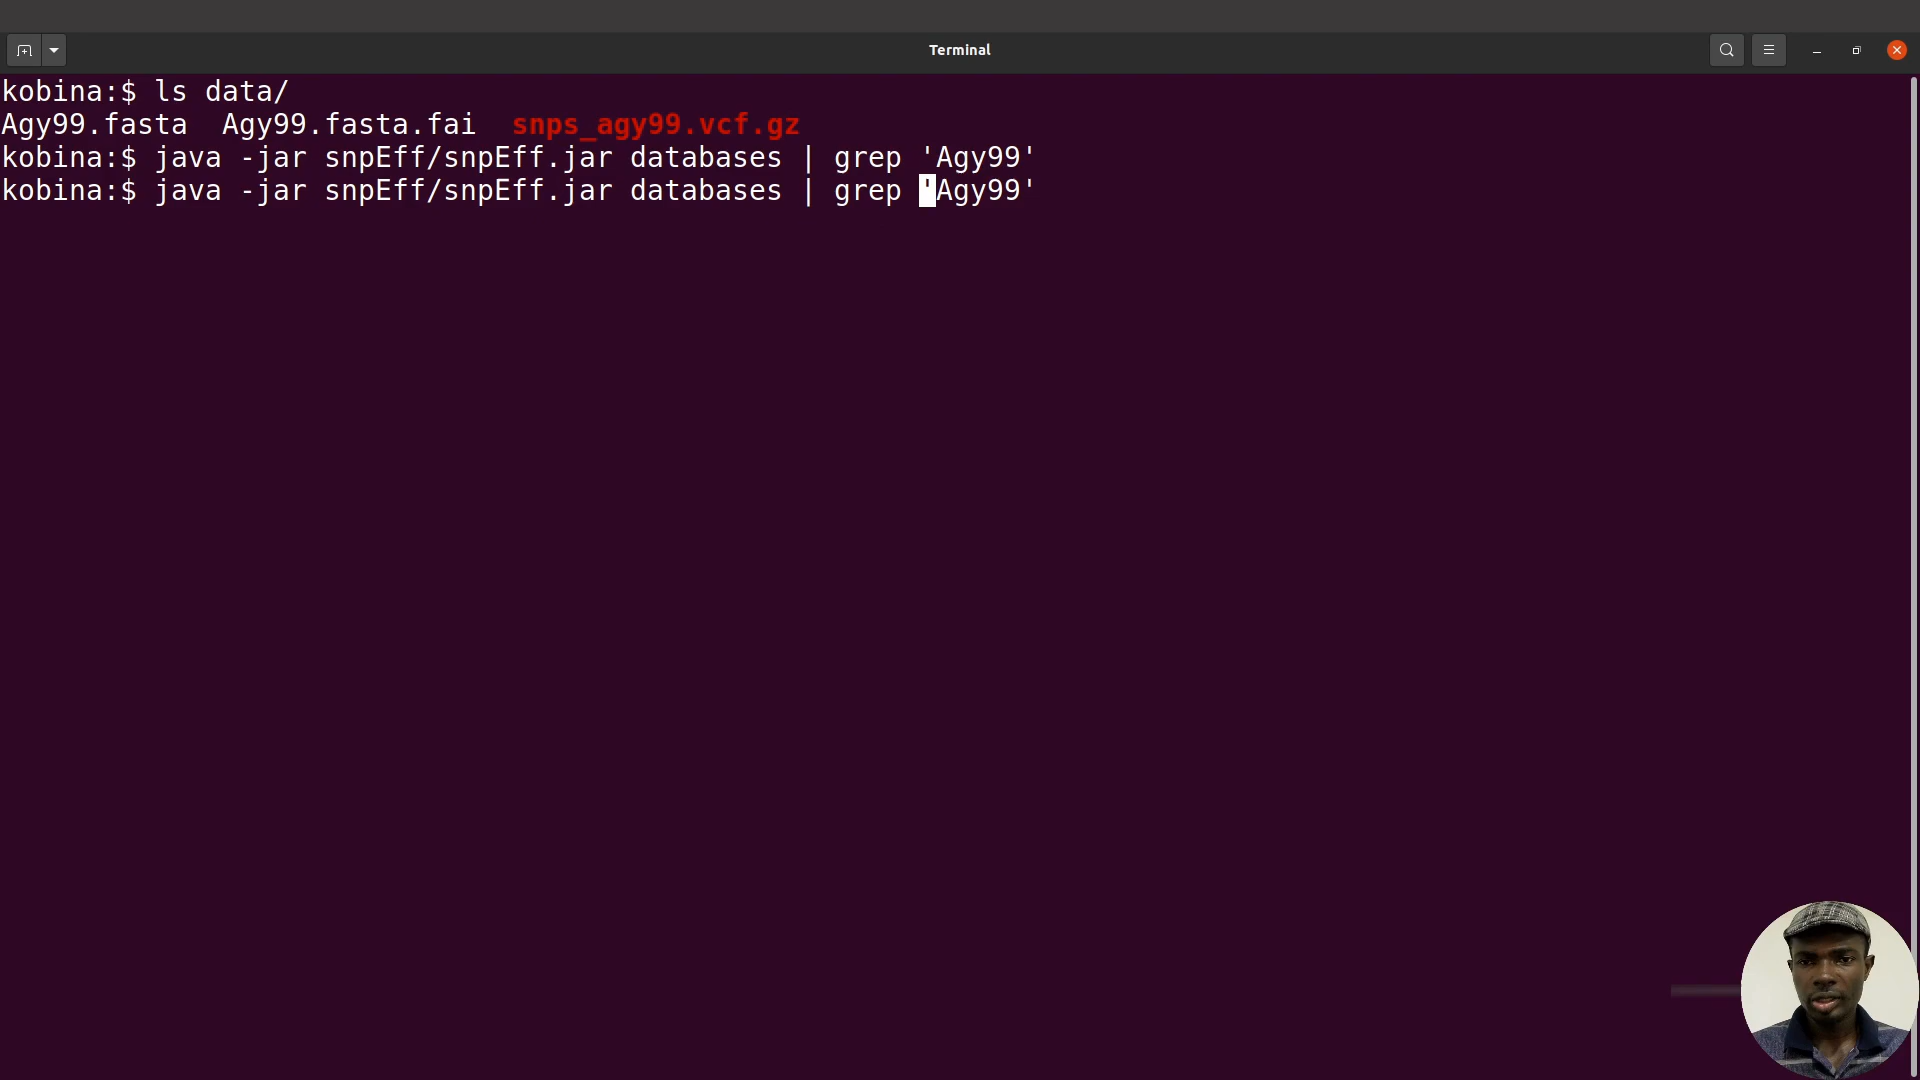 Terminal
kobina:$ ls data/
Agy99.fasta  Agy99.fasta.fai  snps_agy99.vcf.gz
kobina:$ java -jar snpEff/snpEff.jar databases | grep 'Agy99'
kobina:$ java -jar snpEff/snpEff.jar databases | grep 'Agy99'